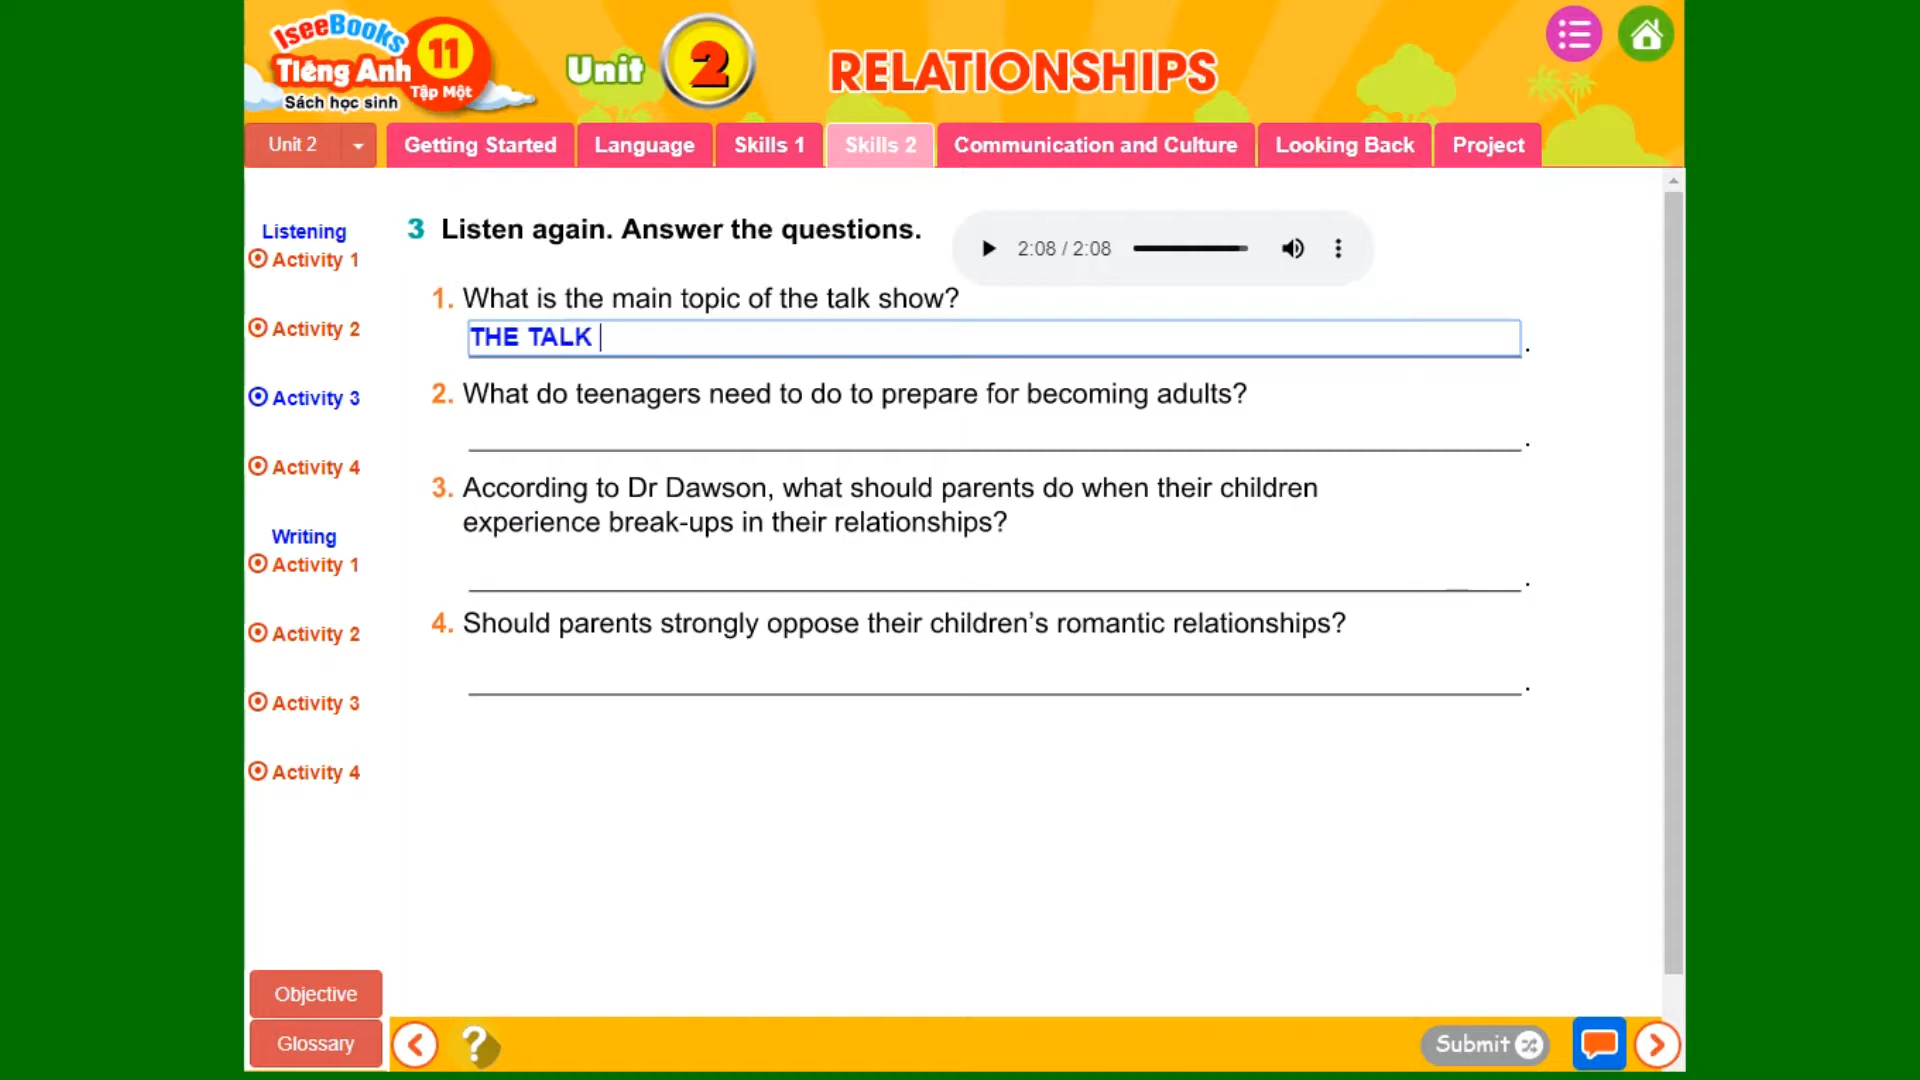 IseeBooks
Tiếng Anh 11
Tập Một
Sách học sinh
Unit 2
RELATIONSHIPS
Unit 2
Getting Started
Language
Skills 1
Skills 2
Communication and Culture
Looking Back
Project
Listening
Activity 1
Activity 2
Activity 3
Activity 4
Writing
Activity 1
Activity 2
Activity 3
Activity 4
Objective
Glossary
3 Listen again. Answer the questions.
2:08 / 2:08
1. What is the main topic of the talk show?
THE TALK
.
2. What do teenagers need to do to prepare for becoming adults?
.
3. According to Dr Dawson, what should parents do when their children
experience break-ups in their relationships?
.
4. Should parents strongly oppose their children's romantic relationships?
.
?
Submit